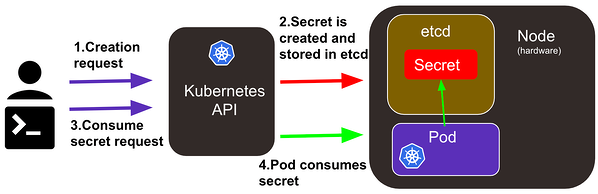 1.Creation
request
3.Consume
secret request
Kubernetes
API
2.Secret is
created and
stored in etcd
4.Pod consumes
secret
etcd
Secret
Pod
Node
(hardware)